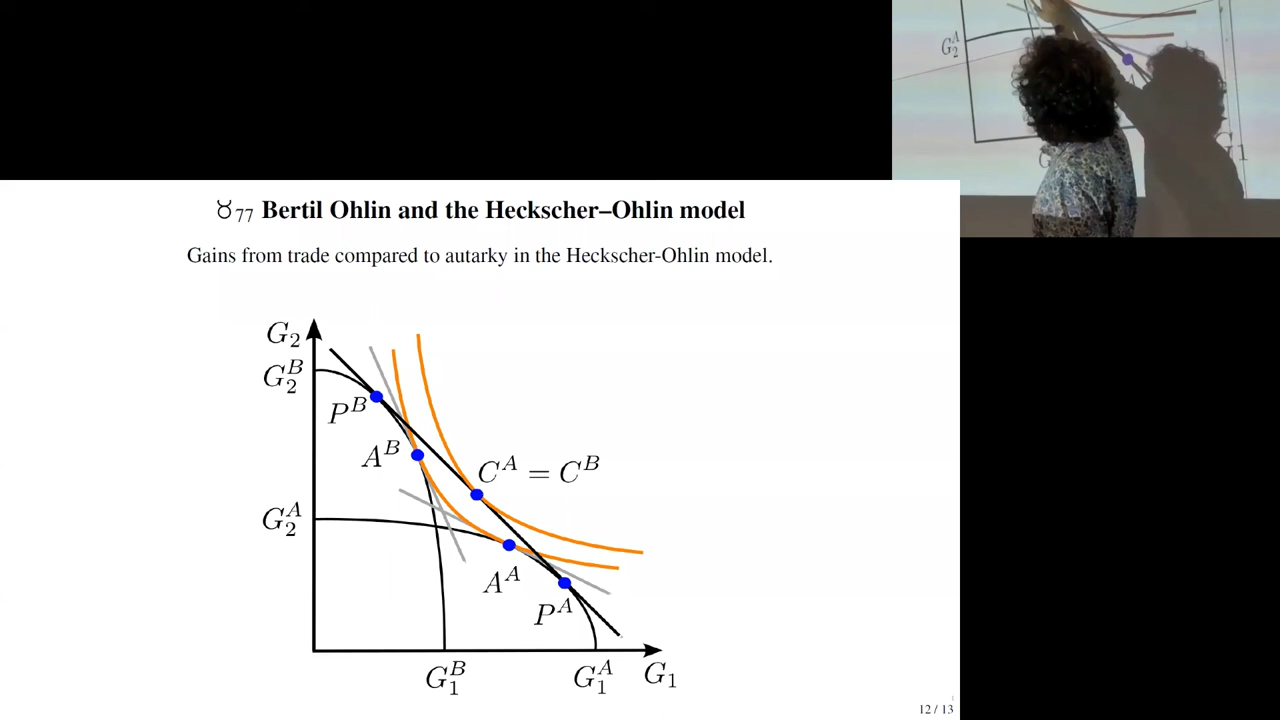 ♉77 Bertil Ohlin and the Heckscher–Ohlin model
Gains from trade compared to autarky in the Heckscher-Ohlin model.
G₂
G₂ᴮ
Pᴮ
Aᴮ
Cᴬ = Cᴮ
G₂ᴬ
Aᴬ
Pᴬ
G₁ᴮ
G₁ᴬ
G₁
12 / 13
G₂ᴬ